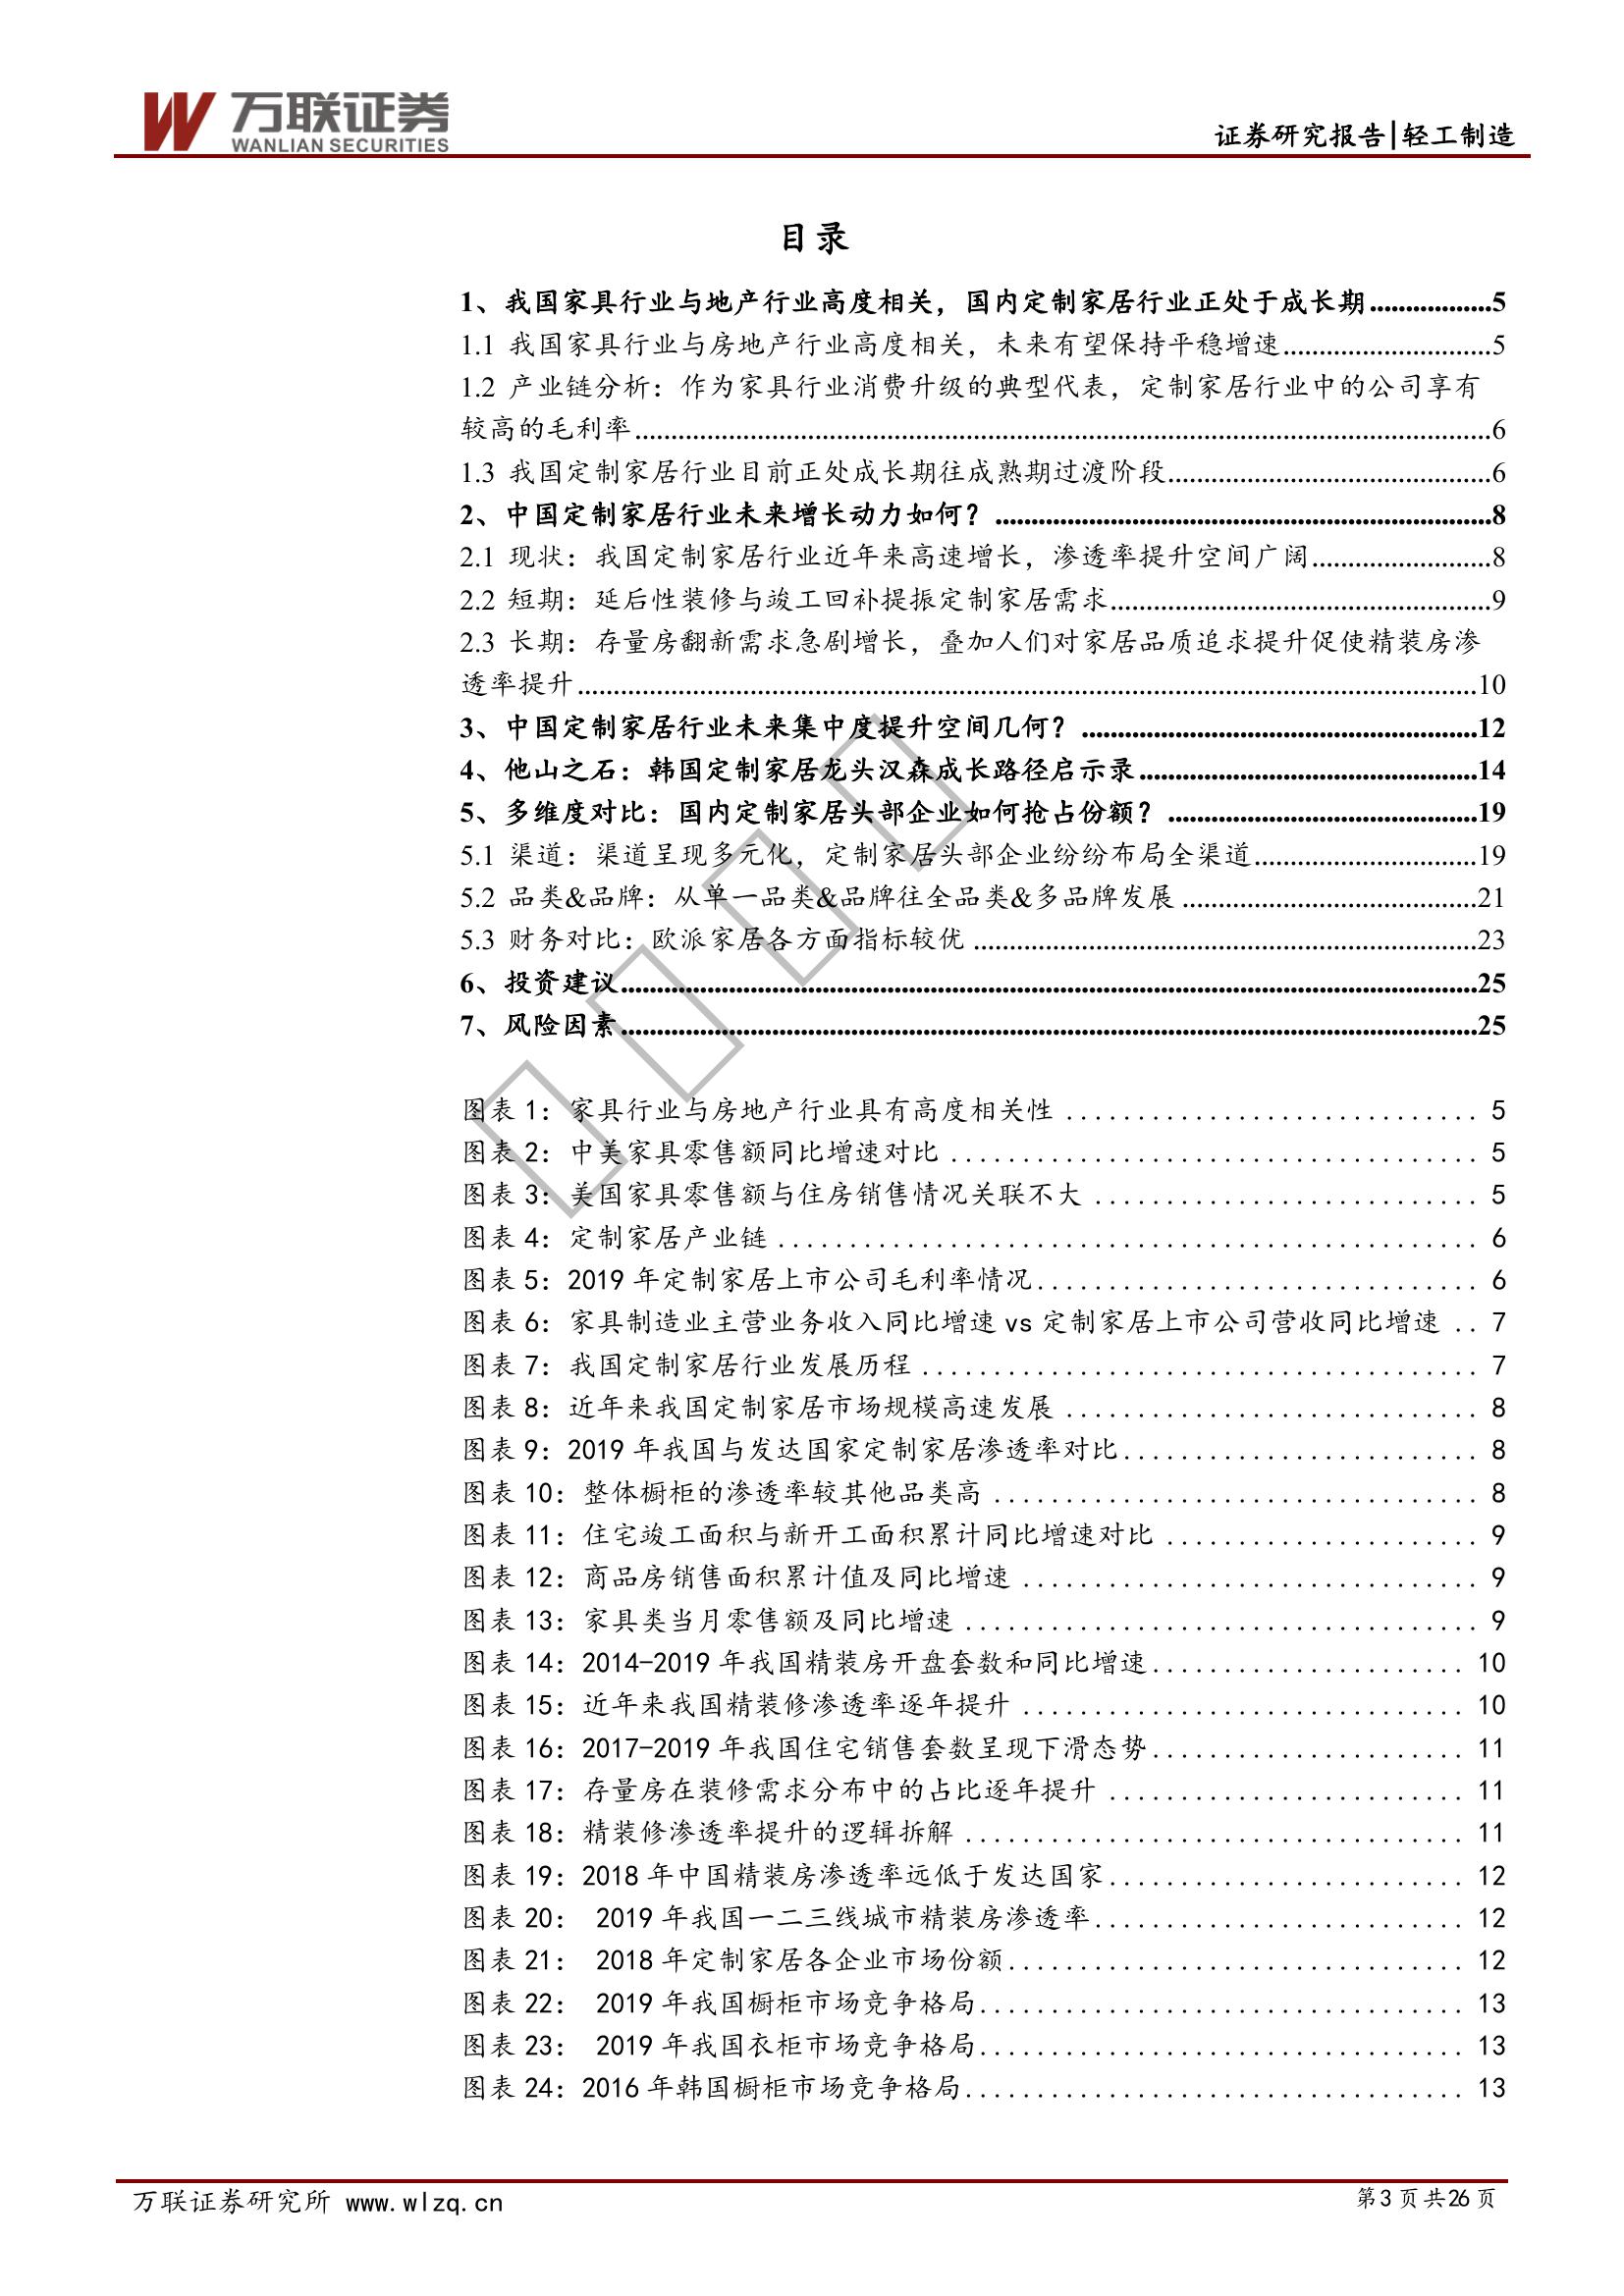 万联证券
WANLIAN SECURITIES
证券研究报告|轻工制造
目录
1、我国家具行业与地产行业高度相关，国内定制家居行业正处于成长期..................5
1.1 我国家具行业与房地产行业高度相关，未来有望保持平稳增速..............................5
1.2 产业链分析：作为家具行业消费升级的典型代表，定制家居行业中的公司享有
较高的毛利率..............................6
1.3 我国定制家居行业目前正处成长期往成熟期过渡阶段..............................6
2、中国定制家居行业未来增长动力如何？..............................8
2.1 现状：我国定制家居行业近年来高速增长，渗透率提升空间广阔..............................8
2.2 短期：延后性装修与竣工回补提振定制家居需求..............................9
2.3 长期：存量房翻新需求急剧增长，叠加人们对家居品质追求提升促使精装房渗
透率提升..............................10
3、中国定制家居行业未来集中度提升空间几何？..............................12
4、他山之石：韩国定制家居龙头汉森成长路径启示录..............................14
5、多维度对比：国内定制家居头部企业如何抢占份额？..............................19
5.1 渠道：渠道呈现多元化，定制家居头部企业纷纷布局全渠道..............................19
5.2 品类&品牌：从单一品类&品牌往全品类&多品牌发展..............................21
5.3 财务对比：欧派家居各方面指标较优..............................23
6、投资建议..............................25
7、风险因素..............................25
图表 1：家具行业与房地产行业具有高度相关性 ............................. 5
图表 2：中美家具零售额同比增速对比 ............................. 5
图表 3：美国家具零售额与住房销售情况关联不大 ............................. 5
图表 4：定制家居产业链 ............................. 6
图表 5：2019 年定制家居上市公司毛利率情况............................. 6
图表 6：家具制造业主营业务收入同比增速 vs 定制家居上市公司营收同比增速 .. 7
图表 7：我国定制家居行业发展历程 ............................. 7
图表 8：近年来我国定制家居市场规模高速发展 ............................. 8
图表 9：2019 年我国与发达国家定制家居渗透率对比......................... 8
图表 10：整体橱柜的渗透率较其他品类高 ............................. 8
图表 11：住宅竣工面积与新开工面积累计同比增速对比 ...................... 9
图表 12：商品房销售面积累计值及同比增速 ............................. 9
图表 13：家具类当月零售额及同比增速 ............................. 9
图表 14：2014-2019 年我国精装房开盘套数和同比增速...................... 10
图表 15：近年来我国精装修渗透率逐年提升 ............................. 10
图表 16：2017-2019 年我国住宅销售套数呈现下滑态势...................... 11
图表 17：存量房在装修需求分布中的占比逐年提升 ......................... 11
图表 18：精装修渗透率提升的逻辑拆解 ............................. 11
图表 19：2018 年中国精装房渗透率远低于发达国家......................... 12
图表 20： 2019 年我国一二三线城市精装房渗透率.......................... 12
图表 21： 2018 年定制家居各企业市场份额............................. 12
图表 22： 2019 年我国橱柜市场竞争格局............................. 13
图表 23： 2019 年我国衣柜市场竞争格局............................. 13
图表 24：2016 年韩国橱柜市场竞争格局............................. 13
万联证券研究所 www.wlzq.cn
第 3 页 共 26 页